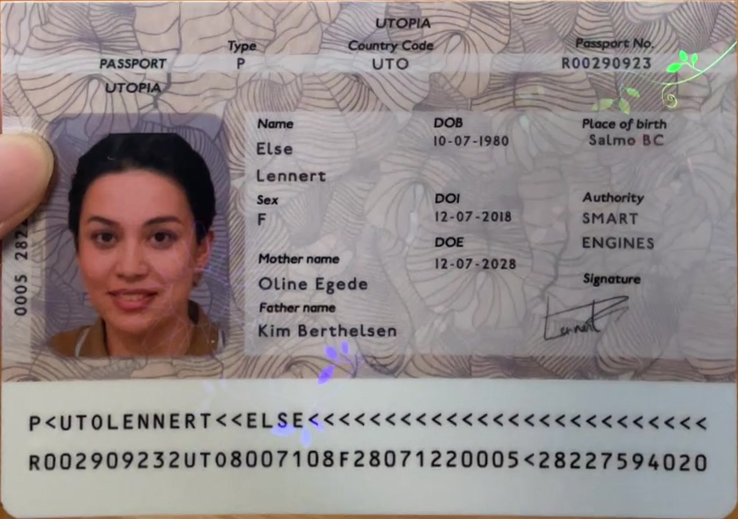 UTOPIA
Type Country Code Passport No.
PASSPORT P UTO R00290923
UTOPIA
Name DOB Place of birth
Else 10-07-1980 Salmo BC
Lennert
Sex DOI Authority
F 12-07-2018 SMART
DOE ENGINES
Mother name 12-07-2028
Oline Egede Signature
Father name
Kim Berthelsen Lennert
0005 282
P<UTOLENNERT<<ELSE<<<<<<<<<<<<<<<<<<<<<<<<<<
R002909232UTO8007108F28071220005<28227594020